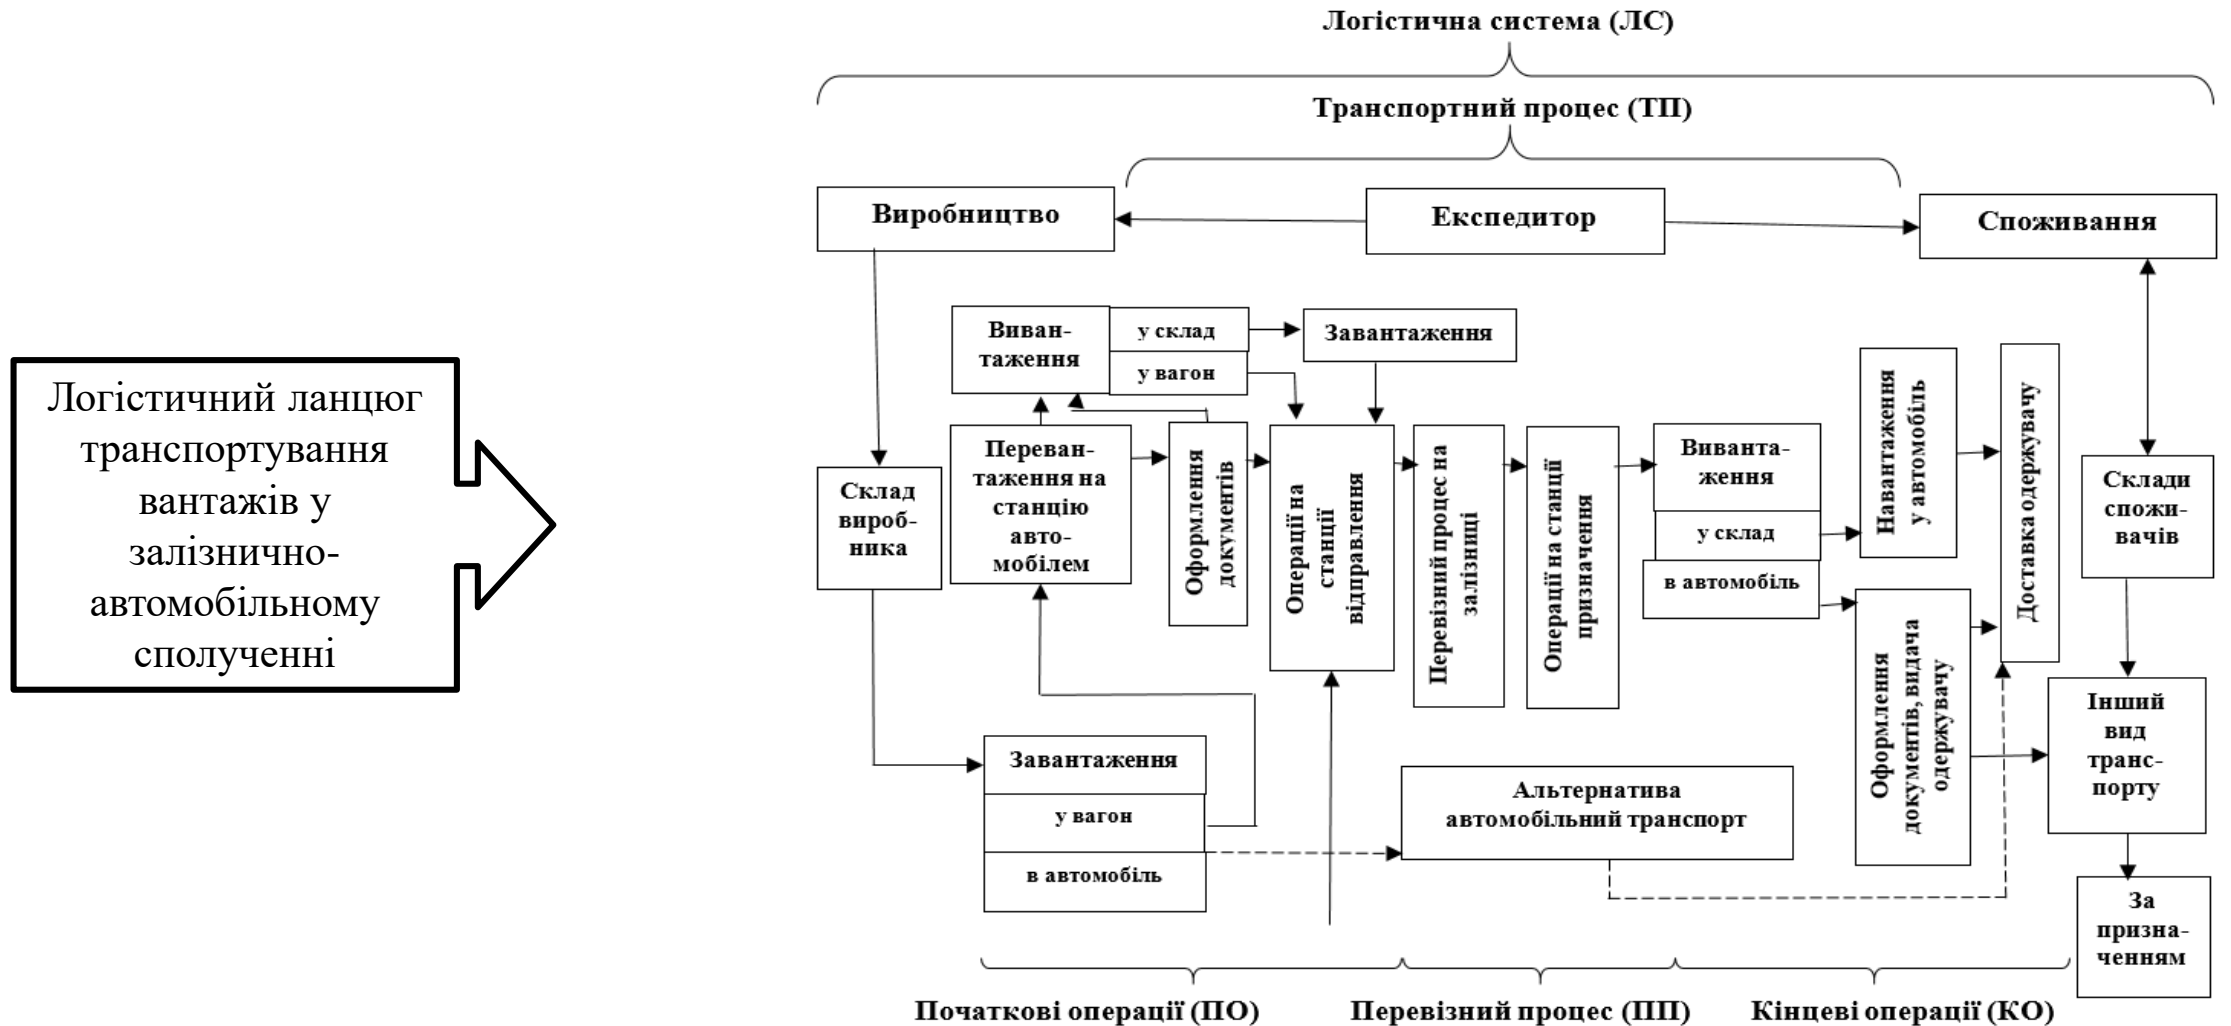 Логістичний ланцюг
транспортування
вантажів у
залізнично-
автомобільному
сполученні
Логістична система (ЛС)
Транспортний процес (ТП)
Виробництво
Експедитор
Споживання
Виван-
таження
у склад
у вагон
Завантаження
Склад
вироб-
ника
Переван-
таження на
станцію
авто-
мобілем
Оформлення
документів
Операції на
станції
відправлення
Перевізний процес на
залізниці
Операції на станції
призначення
Виванта-
ження
у склад
в автомобіль
Навантаження
у автомобіль
Доставка одержувачу
Склади
спожи-
вачів
Оформлення
документів, видача
одержувачу
Інший
вид
транс-
порту
Завантаження
у вагон
в автомобіль
Альтернатива
автомобільний транспорт
За
призна-
ченням
Початкові операції (ПО)
Перевізний процес (ПП)
Кінцеві операції (КО)